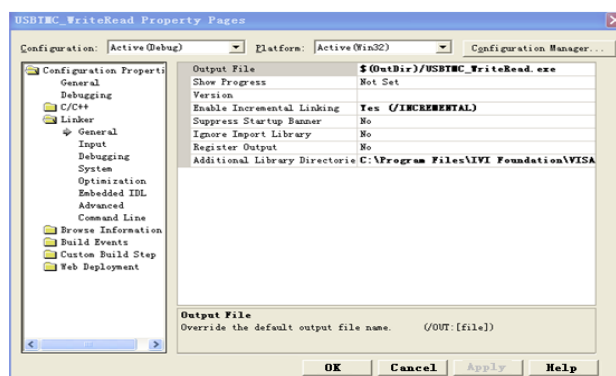 USBTMC_WriteRead Property Pages
Configuration: Active(Debug) Platform: Active(Win32) Configuration Manager...
Configuration Properti
General
Debugging
C/C++
Linker
General
Input
Debugging
System
Optimization
Embedded IDL
Advanced
Command Line
Browse Information
Build Events
Custom Build Step
Web Deployment
Output File $(OutDir)/USBTMC_WriteRead.exe
Show Progress Not Set
Version
Enable Incremental Linking Yes (/INCREMENTAL)
Suppress Startup Banner No
Ignore Import Library No
Register Output No
Additional Library Directorie C:\Program Files\IVI Foundation\VISA
Output File
Override the default output file name. (/OUT:[file])
OK Cancel Apply Help